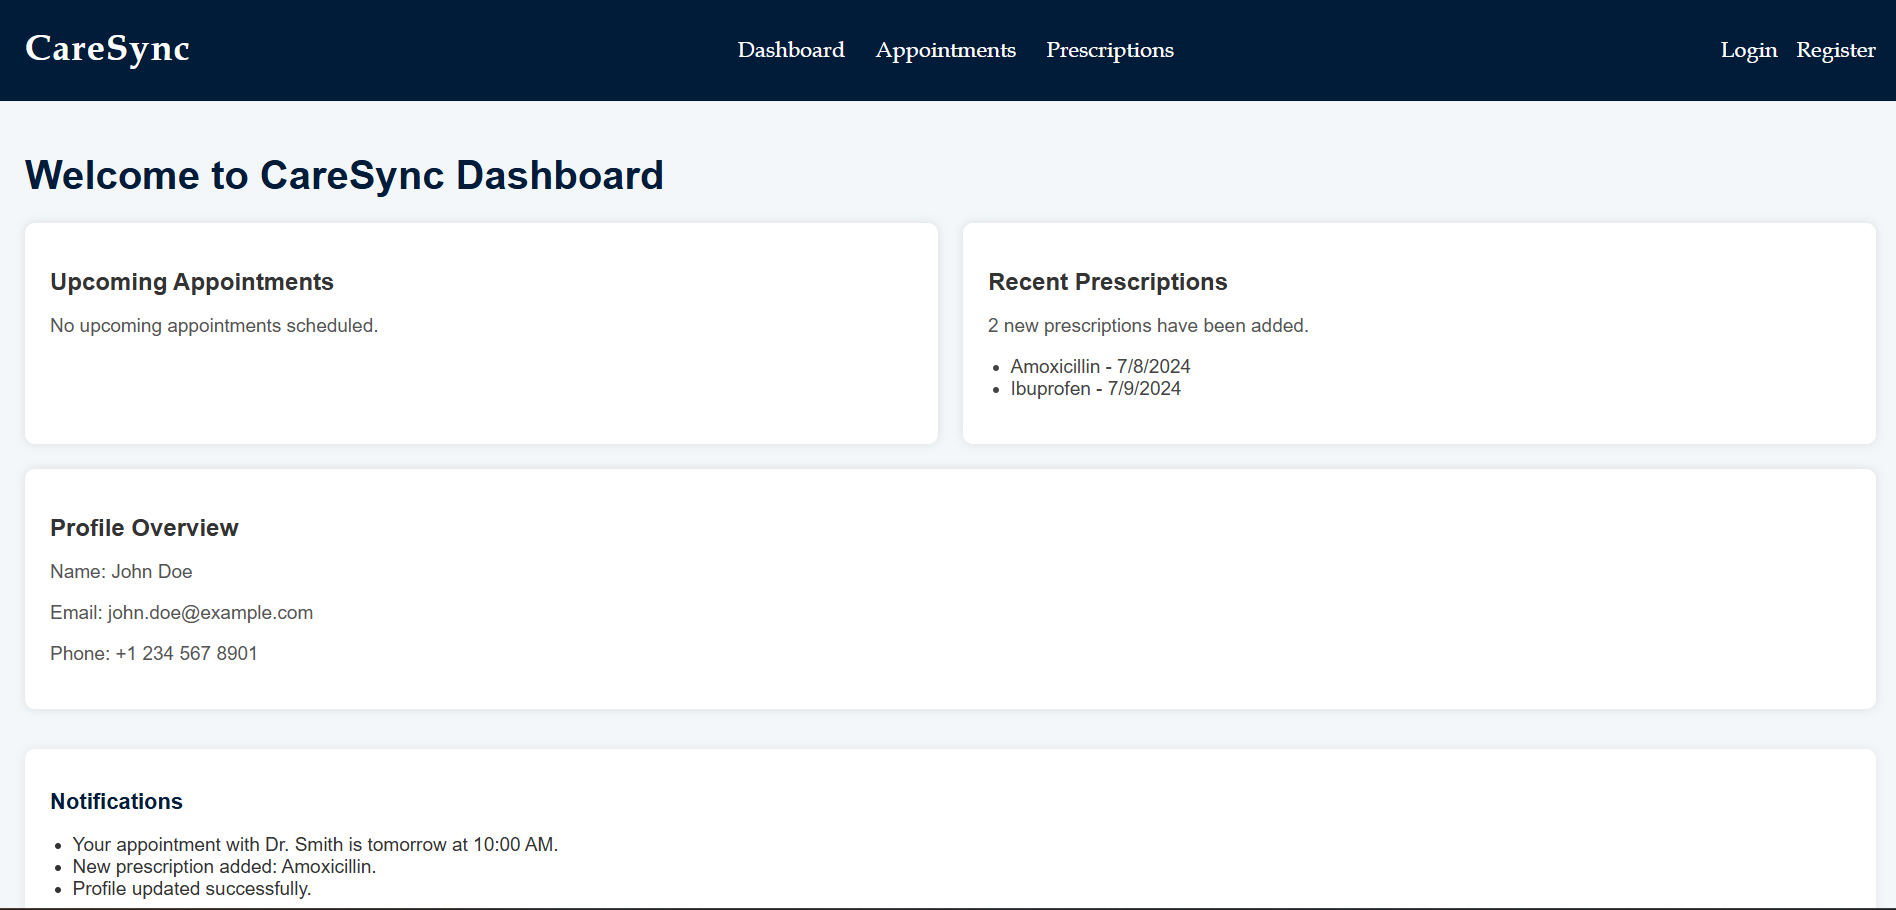 CareSync
Dashboard Appointments Prescriptions
Login Register
Welcome to CareSync Dashboard
Upcoming Appointments
No upcoming appointments scheduled.
Recent Prescriptions
2 new prescriptions have been added.
• Amoxicillin - 7/8/2024
• Ibuprofen - 7/9/2024
Profile Overview
Name: John Doe
Email: john.doe@example.com
Phone: +1 234 567 8901
Notifications
• Your appointment with Dr. Smith is tomorrow at 10:00 AM.
• New prescription added: Amoxicillin.
• Profile updated successfully.